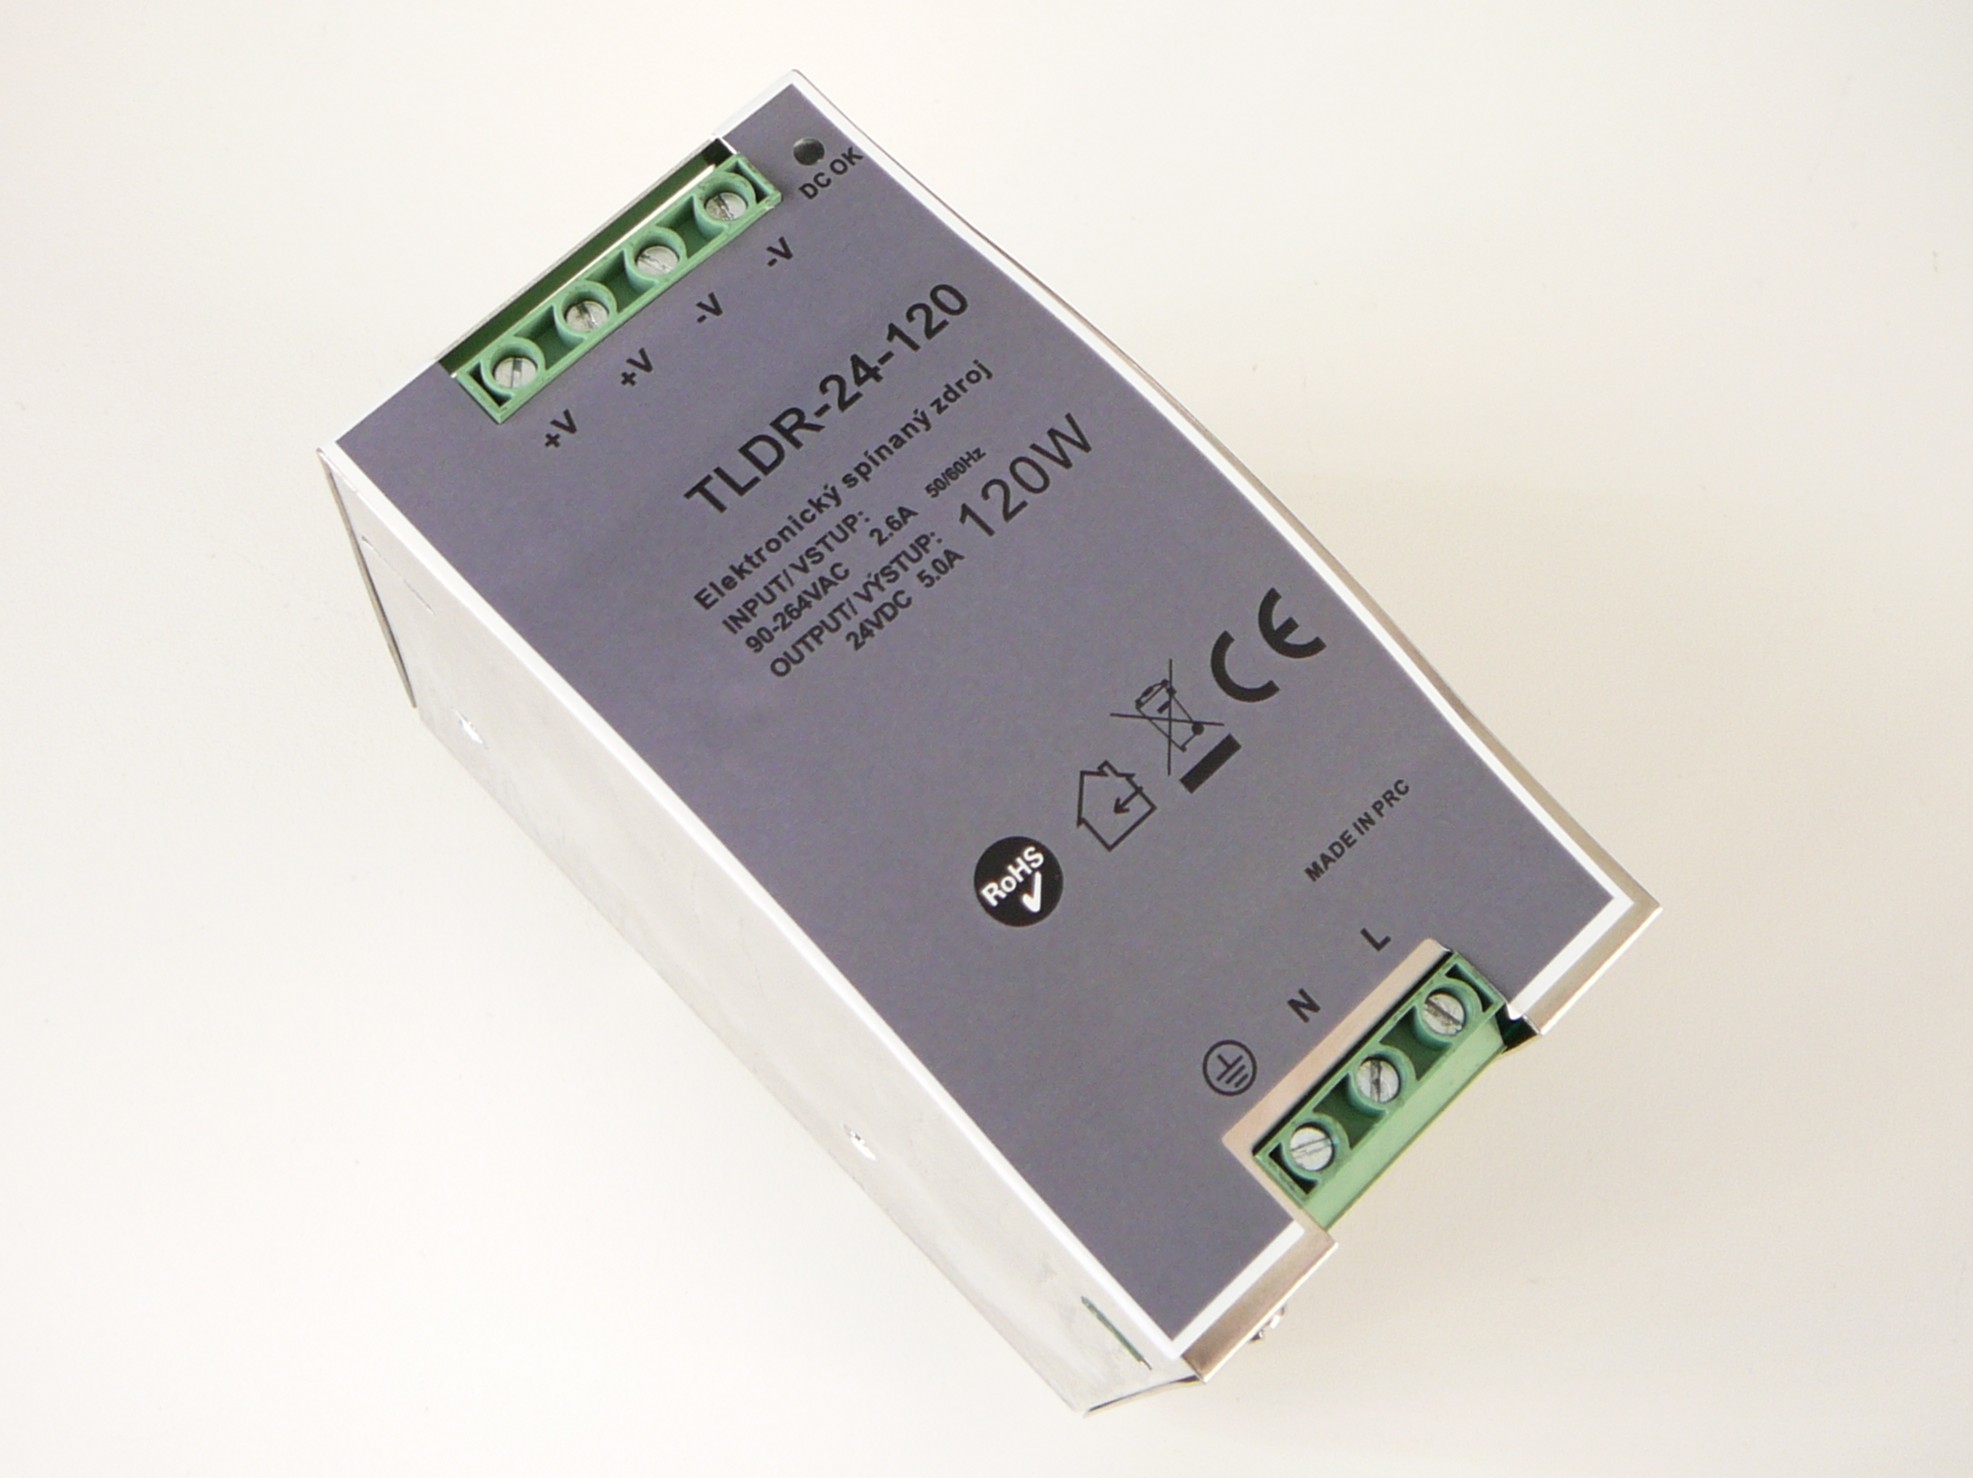 DC OK
+V +V -V -V
TLDR-24-120
Elektronický spínaný zdroj
INPUT/ VSTUP:
90-264VAC 2.6A 50/60Hz
OUTPUT/ VÝSTUP:
24VDC 5.0A 120W
CE
RoHS
MADE IN PRC
N L